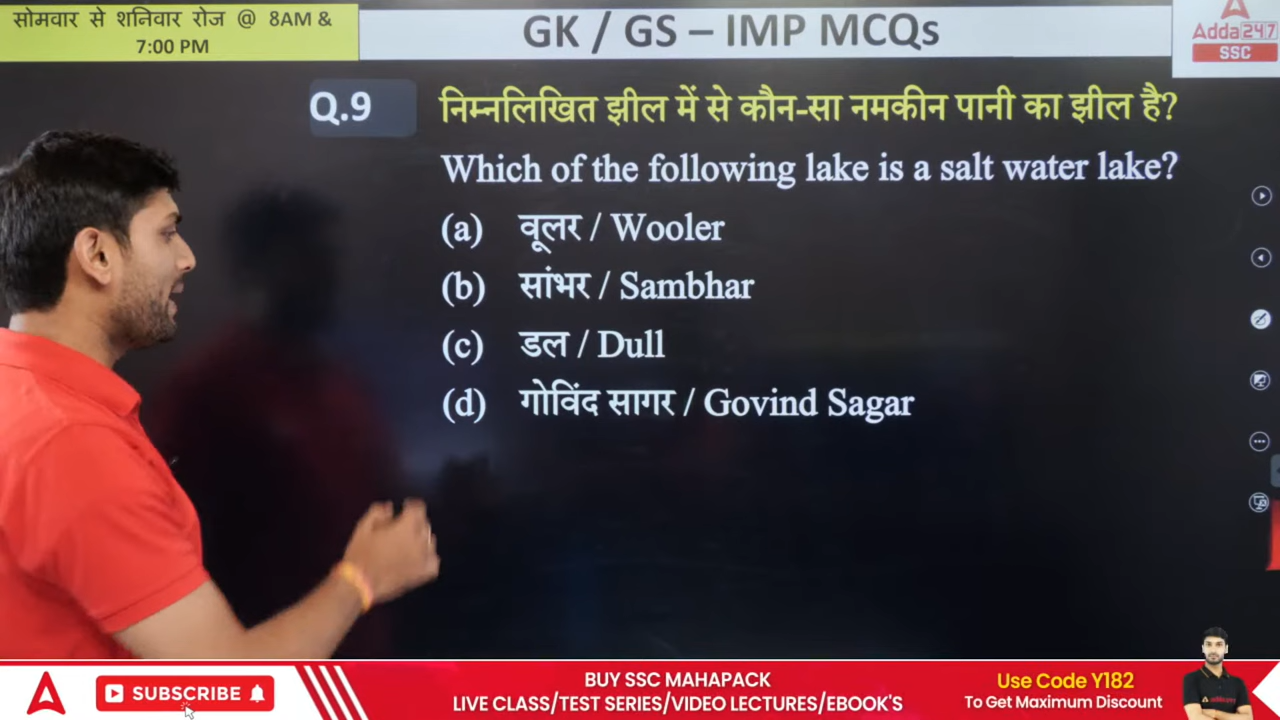 सोमवार से शनिवार रोज @ 8AM &
7:00 PM
GK / GS – IMP MCQs
Adda247
SSC
Q.9 निम्नलिखित झील में से कौन-सा नमकीन पानी का झील है?
Which of the following lake is a salt water lake?
(a) वूलर / Wooler
(b) सांभर / Sambhar
(c) डल / Dull
(d) गोविंद सागर / Govind Sagar
SUBSCRIBE
BUY SSC MAHAPACK
LIVE CLASS/TEST SERIES/VIDEO LECTURES/EBOOK'S
Use Code Y182
To Get Maximum Discount